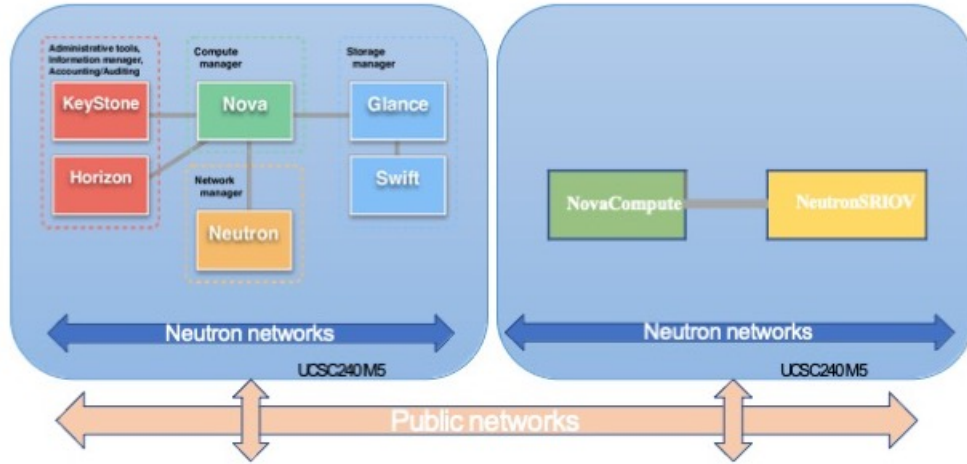 Administrative tools,
Information manager,
Accounting/Auditing
KeyStone
Horizon
Compute
manager
Nova
Network
manager
Neutron
Storage
manager
Glance
Swift
Neutron networks
UCSC240 M5
NovaCompute
NeutronSRIOV
Neutron networks
UCSC240 M5
Public networks